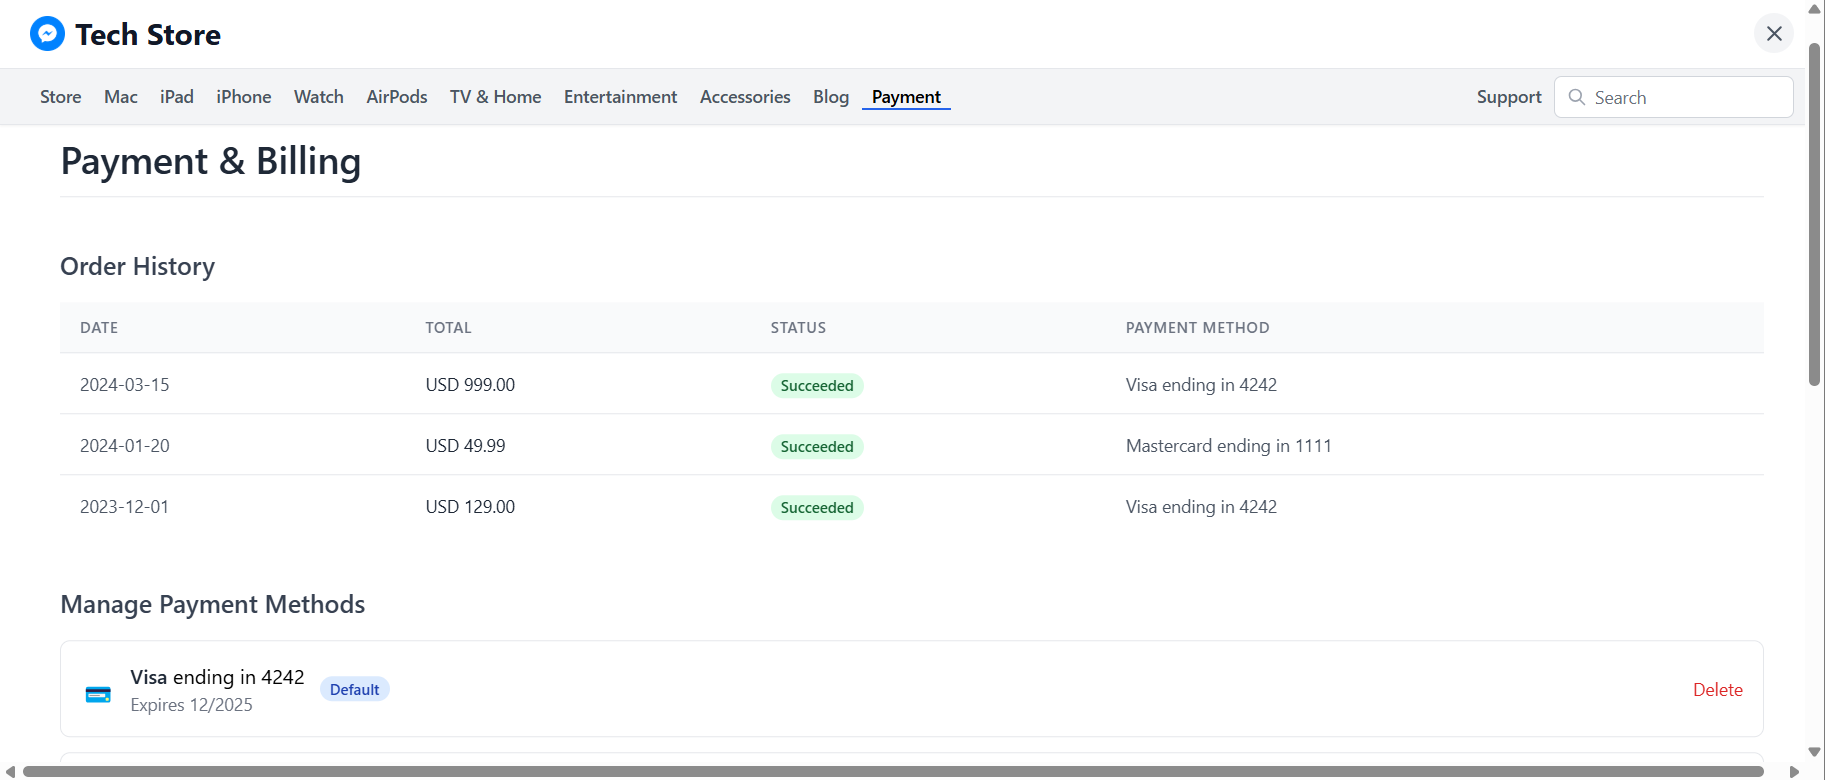 Tech Store
Store Mac iPad iPhone Watch AirPods TV & Home Entertainment Accessories Blog Payment Support Search
Payment & Billing
Order History
DATE TOTAL STATUS PAYMENT METHOD
2024-03-15 USD 999.00 Succeeded Visa ending in 4242
2024-01-20 USD 49.99 Succeeded Mastercard ending in 1111
2023-12-01 USD 129.00 Succeeded Visa ending in 4242
Manage Payment Methods
Visa ending in 4242 Default Delete
Expires 12/2025